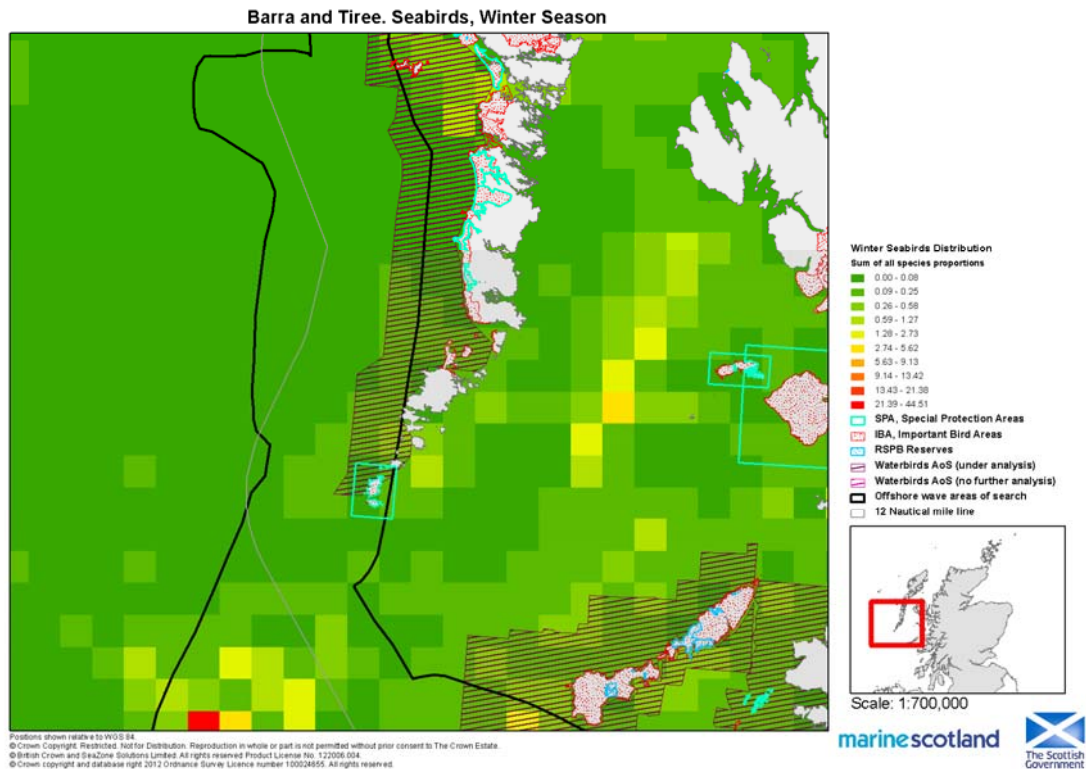 Barra and Tiree. Seabirds, Winter Season
Winter Seabirds Distribution
Sum of all species proportions
0.00 - 0.08
0.09 - 0.25
0.26 - 0.58
0.59 - 1.27
1.28 - 2.73
2.74 - 5.62
5.63 - 9.13
9.14 - 13.42
13.43 - 21.38
21.39 - 44.51
SPA, Special Protection Areas
IBA, Important Bird Areas
RSPB Reserves
Waterbirds AoS (under analysis)
Waterbirds AoS (no further analysis)
Offshore wave areas of search
12 Nautical mile line
Scale: 1:700,000
marinescotland
The Scottish
Government
Positions shown relative to WGS 84.
© Crown Copyright. Restricted. Not for Distribution. Reproduction in whole or part is not permitted without prior consent to The Crown Estate.
© British Crown and SeaZone Solutions Limited. All rights reserved Product License No. 122006.004.
© Crown copyright and database right 2012 Ordnance Survey Licence number 100024655. All rights reserved.